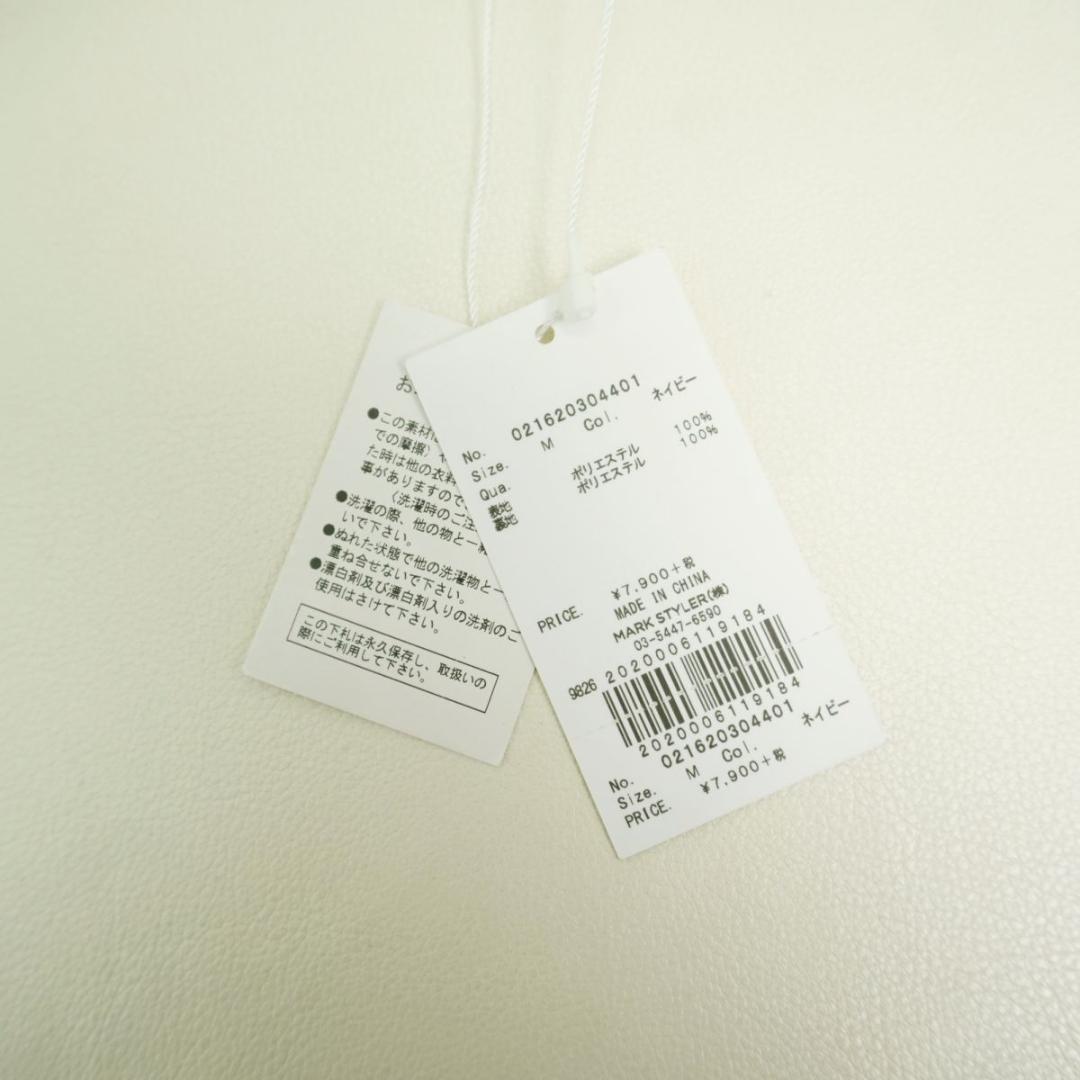 お
●この素材は
での摩擦)
た時は他の衣料
事がありますので
(洗濯時のご注
●洗濯の際、他の物と一緒
いで下さい。
●ぬれた状態で他の洗濯物と一
重ね合せないで下さい。
●漂白剤及び漂白剤入りの洗剤のご
使用はさけて下さい。
この下札は永久保存し、取扱いの
際にご利用して下さい。
No. 021620304401
Size. M Col. ネイビー
Qua.
表地 ポリエステル 100%
裏地 ポリエステル 100%
PRICE. ¥7,900+税
MADE IN CHINA
MARK STYLER(株)
03-5447-6590
9826 2020006119184
2020006119184
No. 021620304401
Size. M Col. ネイビー
PRICE. ¥7,900+税